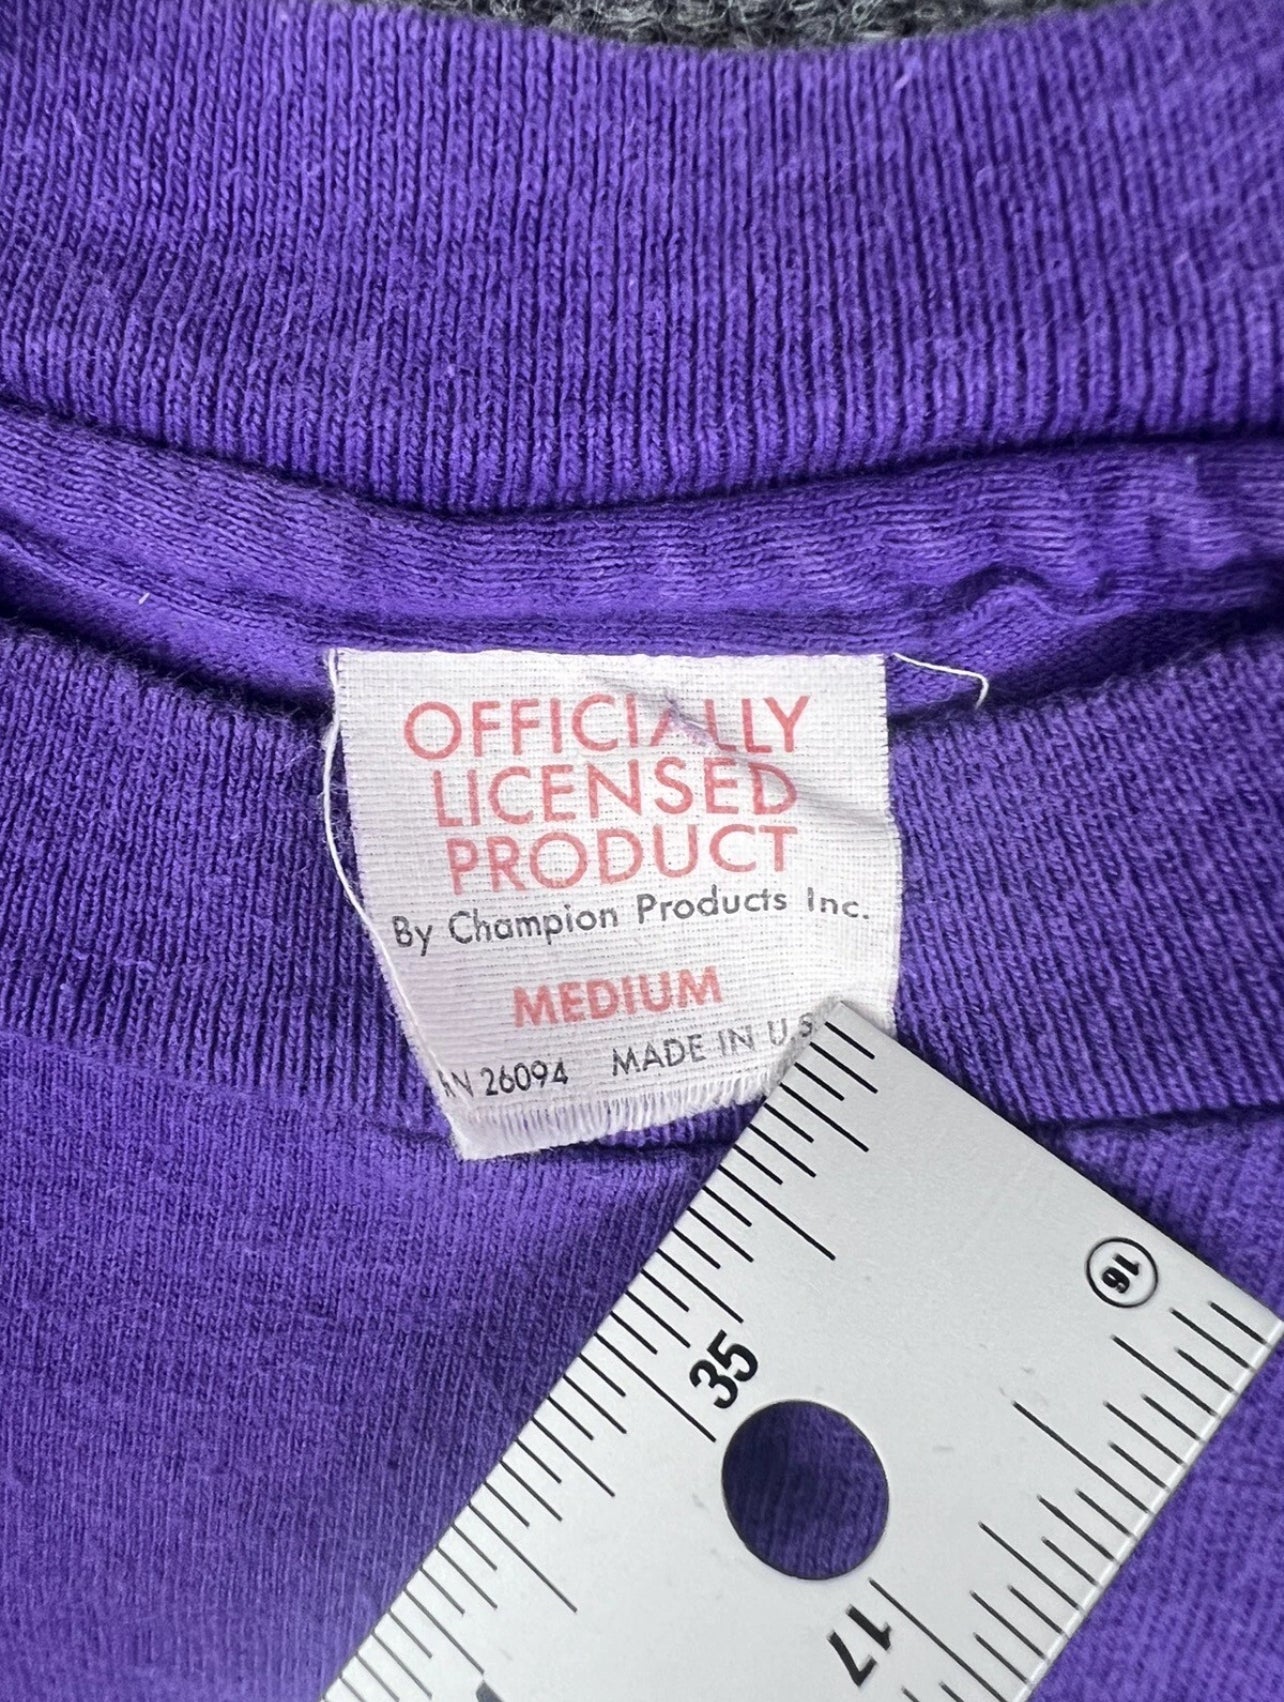 OFFICIALLY
LICENSED
PRODUCT
By Champion Products Inc.
MEDIUM
26094 MADE IN U S
16
35
17